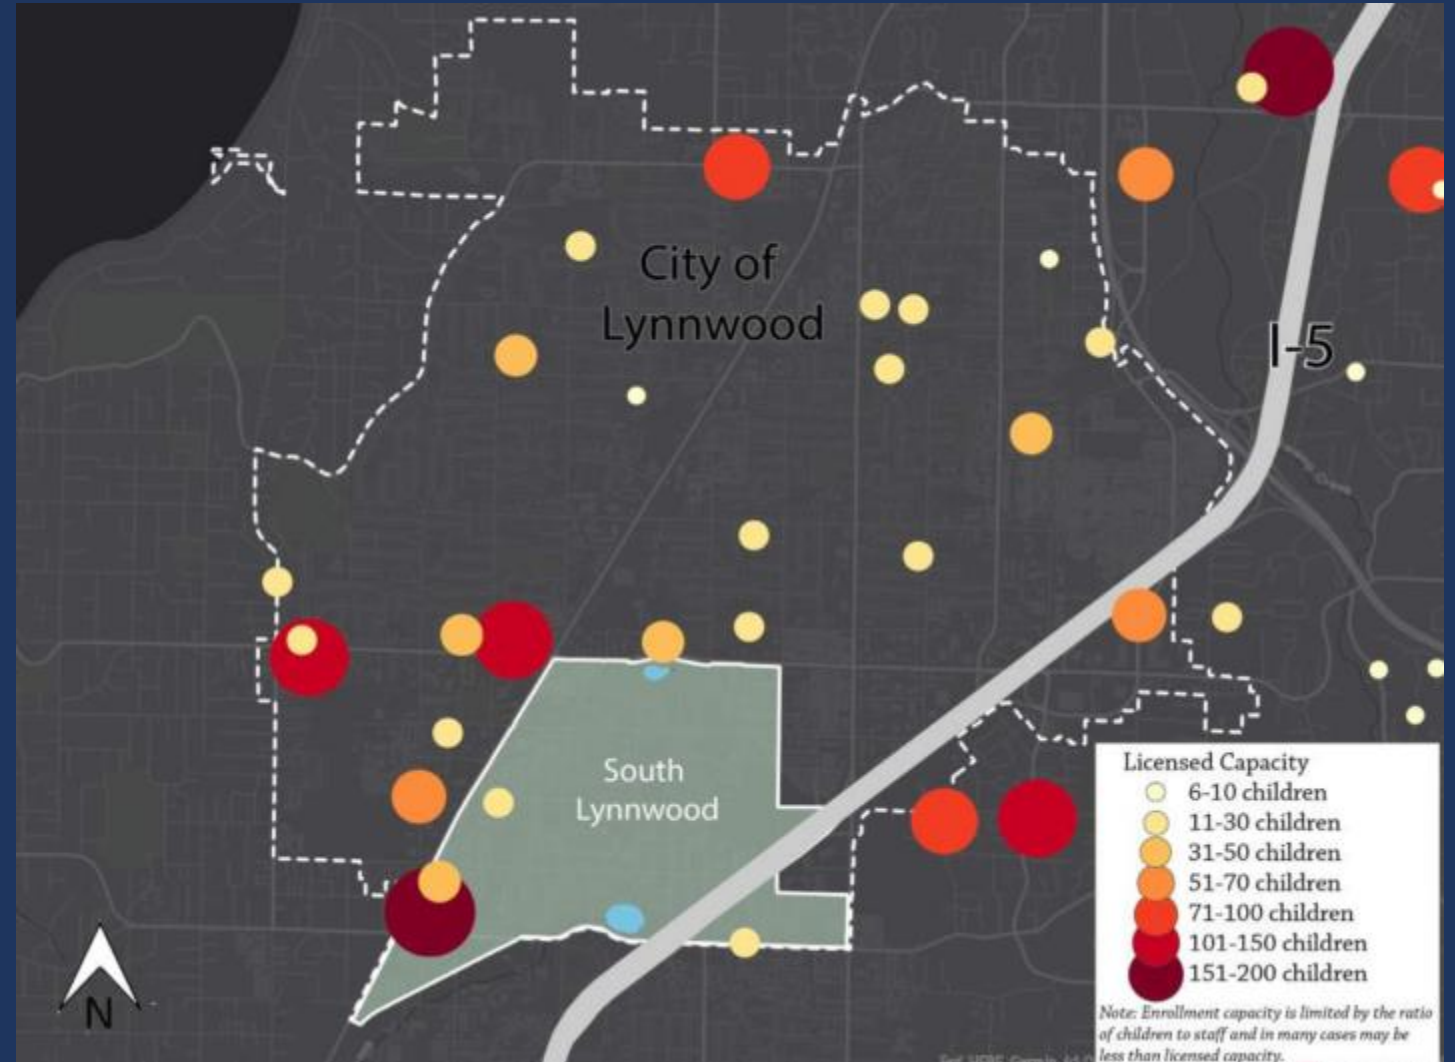 City of
Lynnwood
I-5
South
Lynnwood
N
Licensed Capacity
6-10 children
11-30 children
31-50 children
51-70 children
71-100 children
101-150 children
151-200 children
Note: Enrollment capacity is limited by the ratio
of children to staff and in many cases may be
less than licensed capacity.